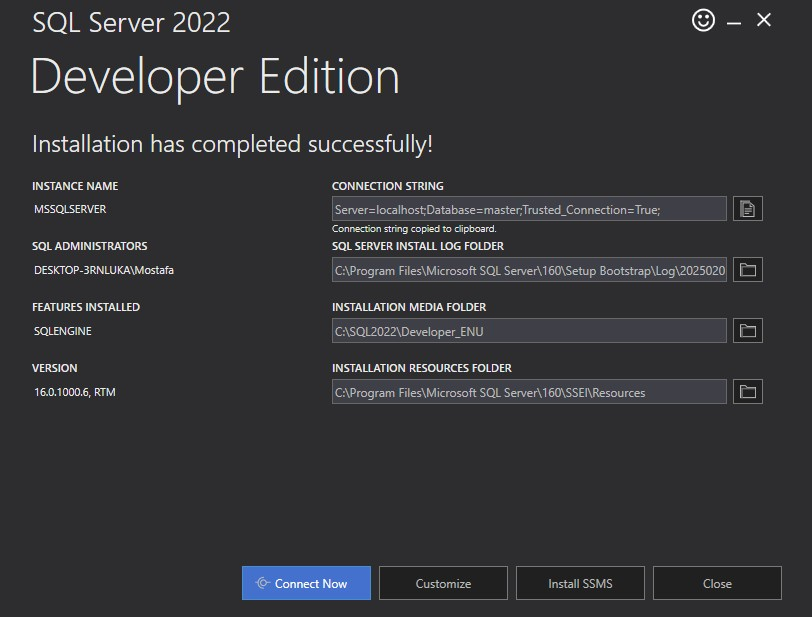 SQL Server 2022
Developer Edition
Installation has completed successfully!
INSTANCE NAME
MSSQLSERVER
CONNECTION STRING
Server=localhost;Database=master;Trusted_Connection=True;
Connection string copied to clipboard.
SQL ADMINISTRATORS
DESKTOP-3RNLUKA\Mostafa
SQL SERVER INSTALL LOG FOLDER
C:\Program Files\Microsoft SQL Server\160\Setup Bootstrap\Log\2025020
FEATURES INSTALLED
SQLENGINE
INSTALLATION MEDIA FOLDER
C:\SQL2022\Developer_ENU
VERSION
16.0.1000.6, RTM
INSTALLATION RESOURCES FOLDER
C:\Program Files\Microsoft SQL Server\160\SSEI\Resources
Connect Now
Customize
Install SSMS
Close